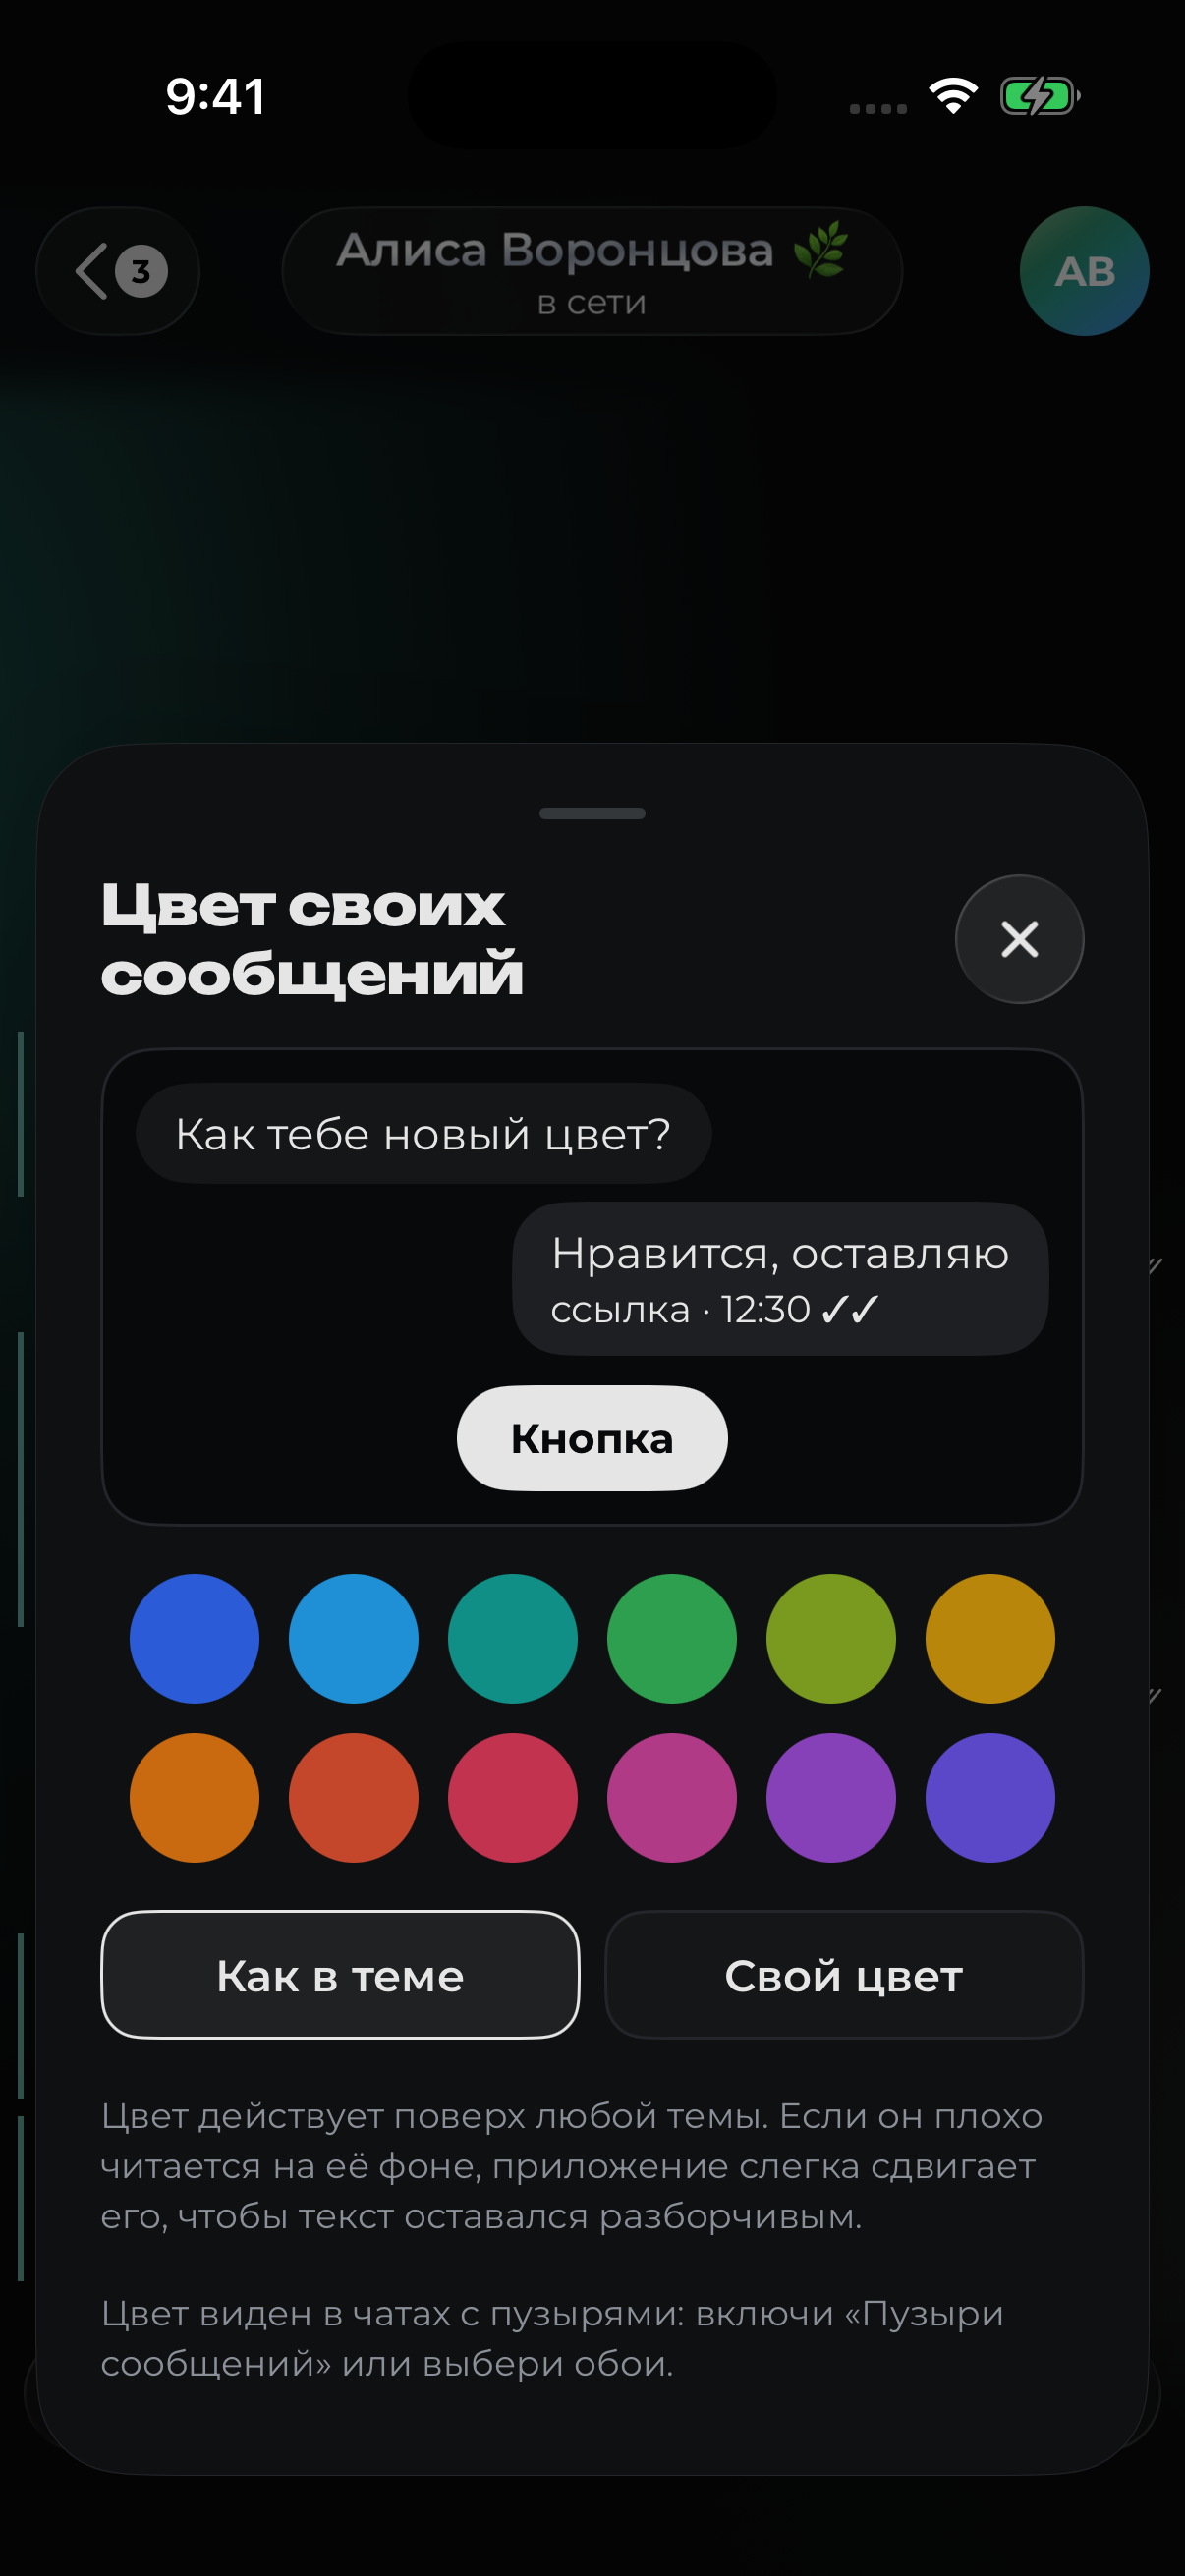 9:41
3
Алиса Воронцова 🌿
в сети
АВ
Цвет своих
сообщений
Как тебе новый цвет?
Нравится, оставляю
ссылка · 12:30 ✓✓
Кнопка
Как в теме
Свой цвет
Цвет действует поверх любой темы. Если он плохо
читается на её фоне, приложение слегка сдвигает
его, чтобы текст оставался разборчивым.
Цвет виден в чатах с пузырями: включи «Пузыри
сообщений» или выбери обои.